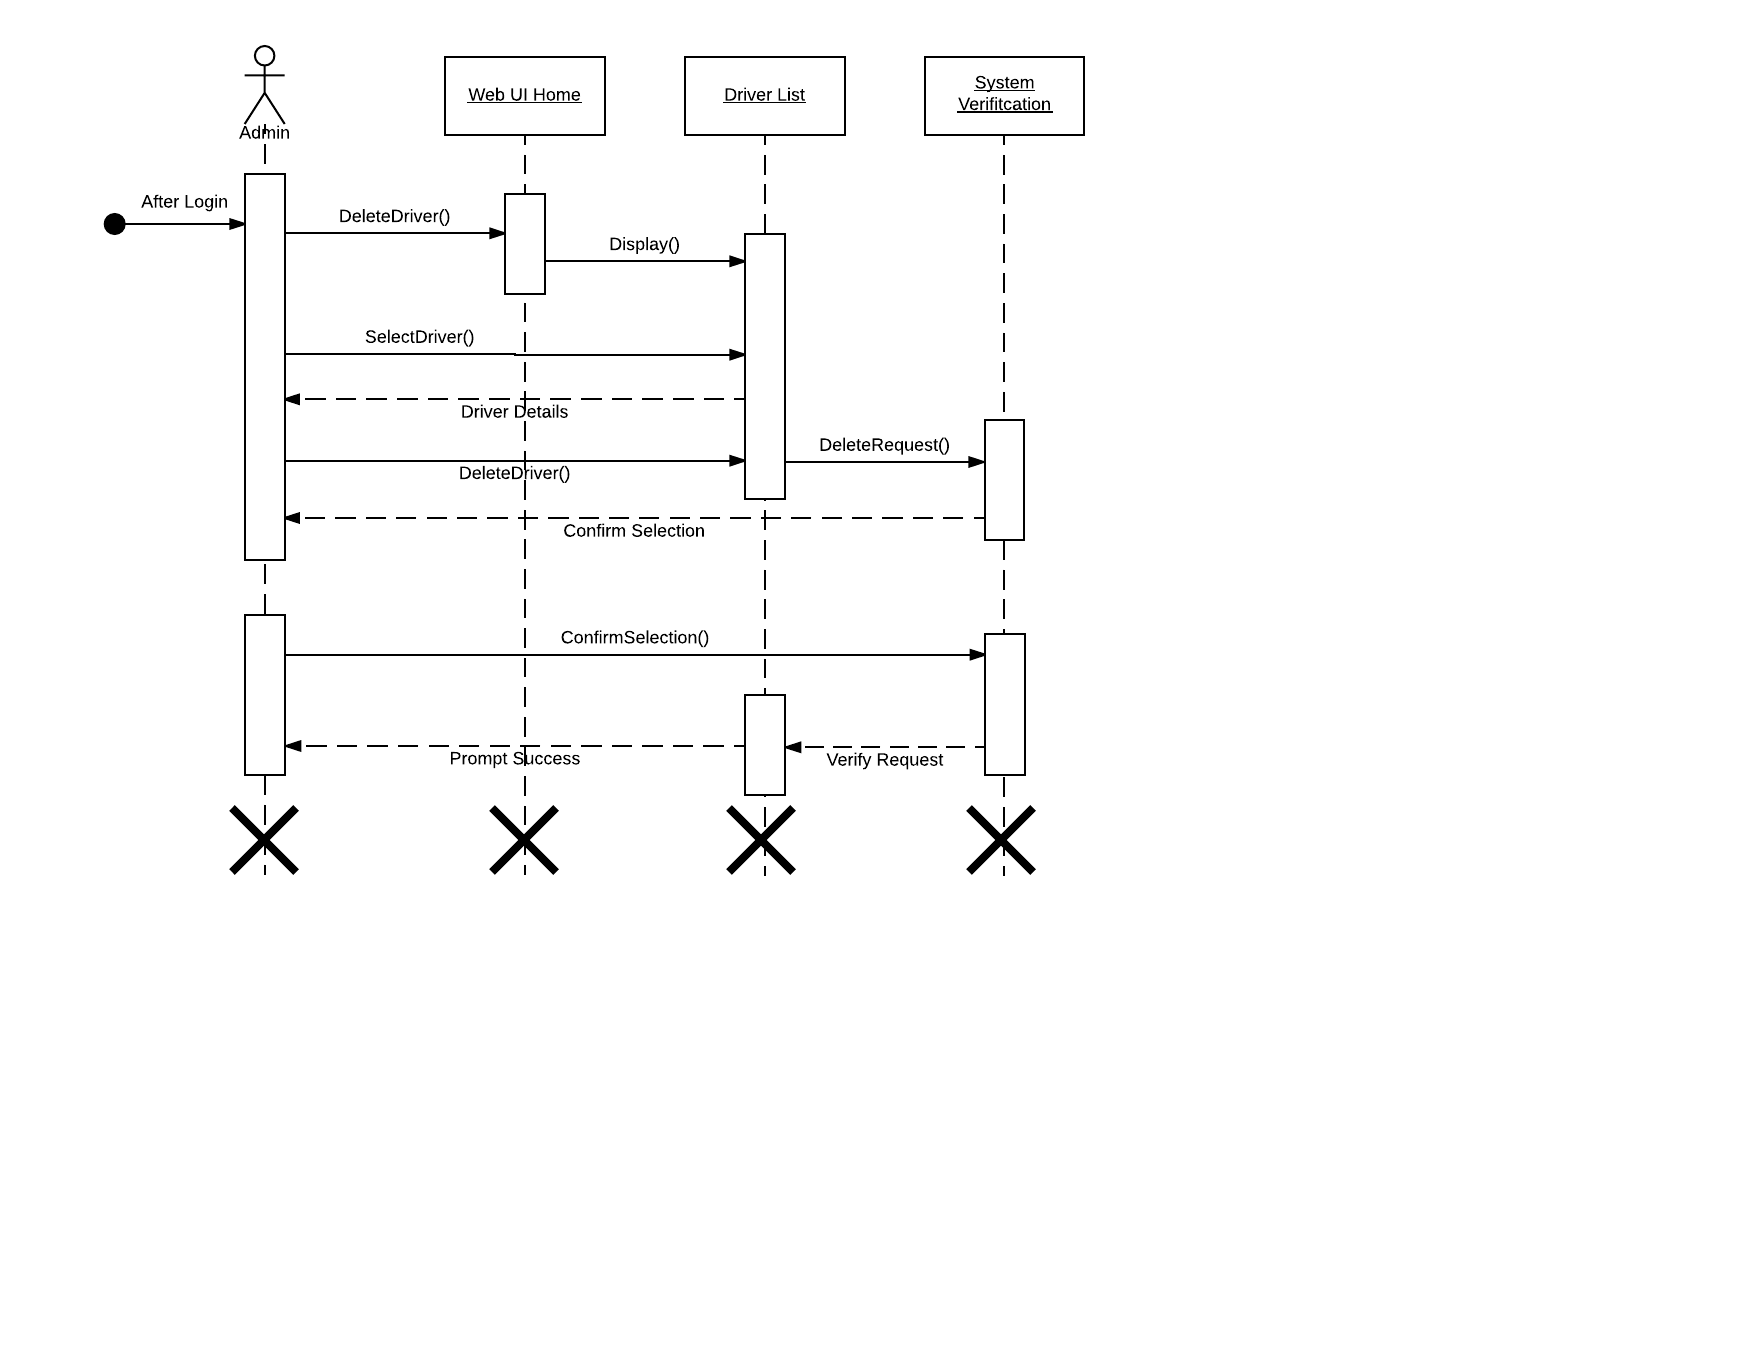 Admin
Web UI Home
Driver List
System
Verifitcation
After Login
DeleteDriver()
Display()
SelectDriver()
Driver Details
DeleteRequest()
DeleteDriver()
Confirm Selection
ConfirmSelection()
Prompt Success
Verify Request